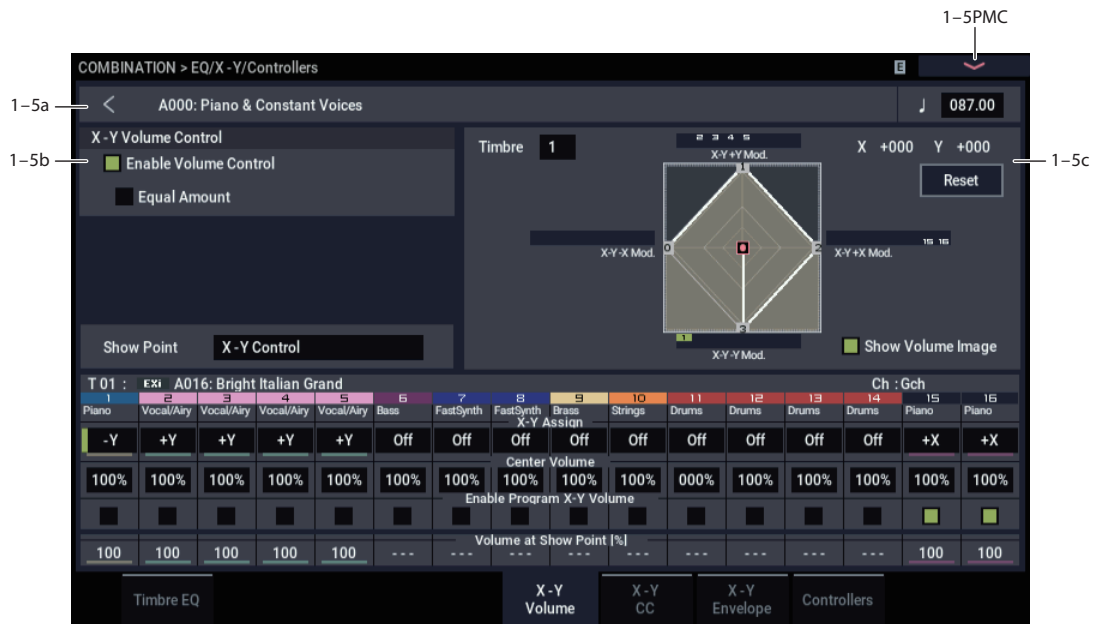 1–5PMC
COMBINATION > EQ/X-Y/Controllers
E
1–5a
A000: Piano & Constant Voices
♩ 087.00
X-Y Volume Control
1–5b
Enable Volume Control
Equal Amount
Timbre 1
2 3 4 5
X-Y+Y Mod.
X +000 Y +000
1–5c
Reset
1
0
0
2
X-Y-X Mod.
15 16
X-Y+X Mod.
3
1
X-Y-Y Mod.
Show Volume Image
Show Point X-Y Control
T 01 : EXi A016: Bright Italian Grand Ch : Gch
1 2 3 4 5 6 7 8 9 10 11 12 13 14 15 16
Piano Vocal/Airy Vocal/Airy Vocal/Airy Vocal/Airy Bass FastSynth FastSynth Brass Strings Drums Drums Drums Drums Piano Piano
X-Y Assign
-Y +Y +Y +Y +Y Off Off Off Off Off Off Off Off Off +X +X
Center Volume
100% 100% 100% 100% 100% 100% 100% 100% 100% 100% 000% 100% 100% 100% 100% 100%
Enable Program X-Y Volume
Volume at Show Point [%]
100 100 100 100 100 --- --- --- --- --- --- --- --- --- 100 100
Timbre EQ
X-Y
Volume
X-Y
CC
X-Y
Envelope
Controllers